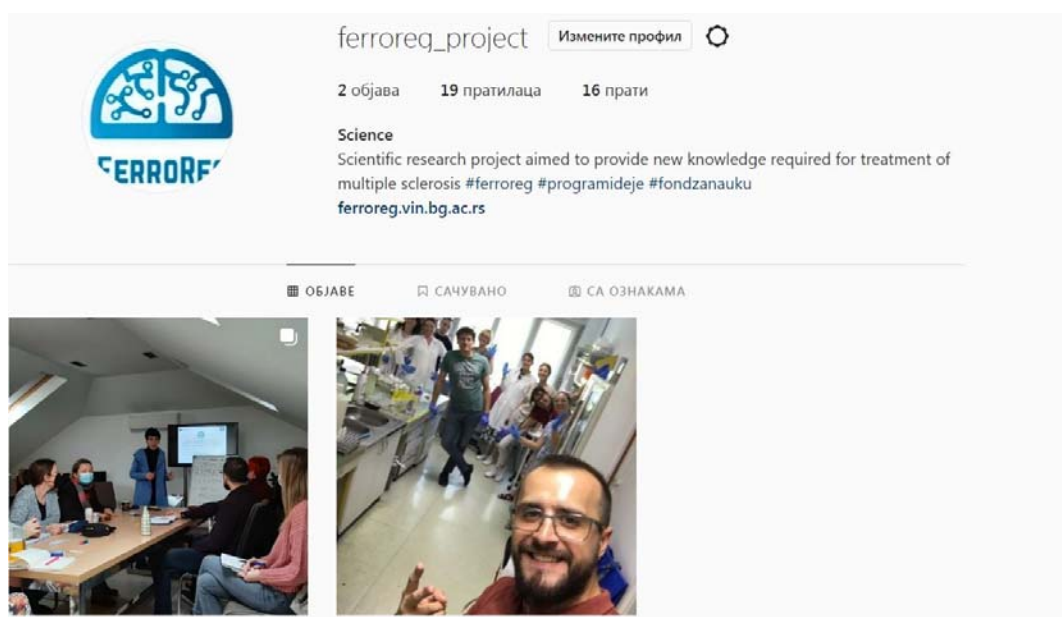 ferroreg_project Измените профил
2 објава 19 пратилаца 16 прати
Science
Scientific research project aimed to provide new knowledge required for treatment of
multiple sclerosis #ferroreg #programideje #fondzanauku
ferroreg.vin.bg.ac.rs
FERRORE
ОБЈАВЕ САЧУВАНО СА ОЗНАКАМА